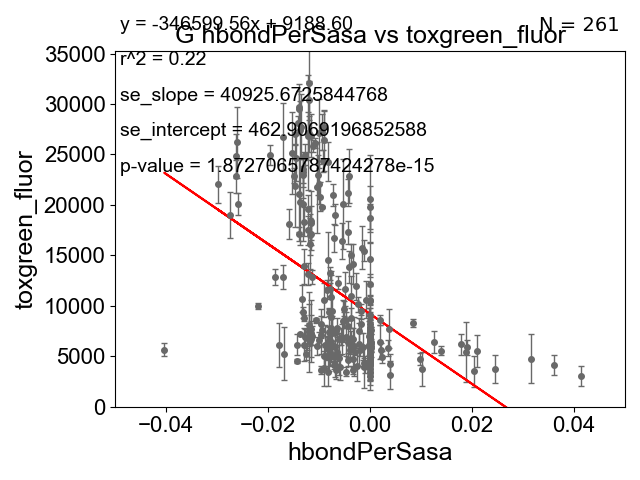 y = -346599.56x + 9188.60
N = 261
G hbondPerSasa vs toxgreen_fluor
r^2 = 0.22
se_slope = 40925.6725844768
se_intercept = 462.9069196852588
p-value = 1.8727065787424278e-15
toxgreen_fluor
35000
30000
25000
20000
15000
10000
5000
0
−0.04
−0.02
0.00
0.02
0.04
hbondPerSasa